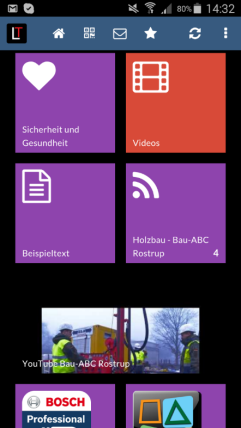 80% 14:32
LT
Sicherheit und
Gesundheit
Videos
Beispieltext
Holzbau - Bau-ABC
Rostrup
4
YouTube Bau-ABC Rostrup
BOSCH
Professional